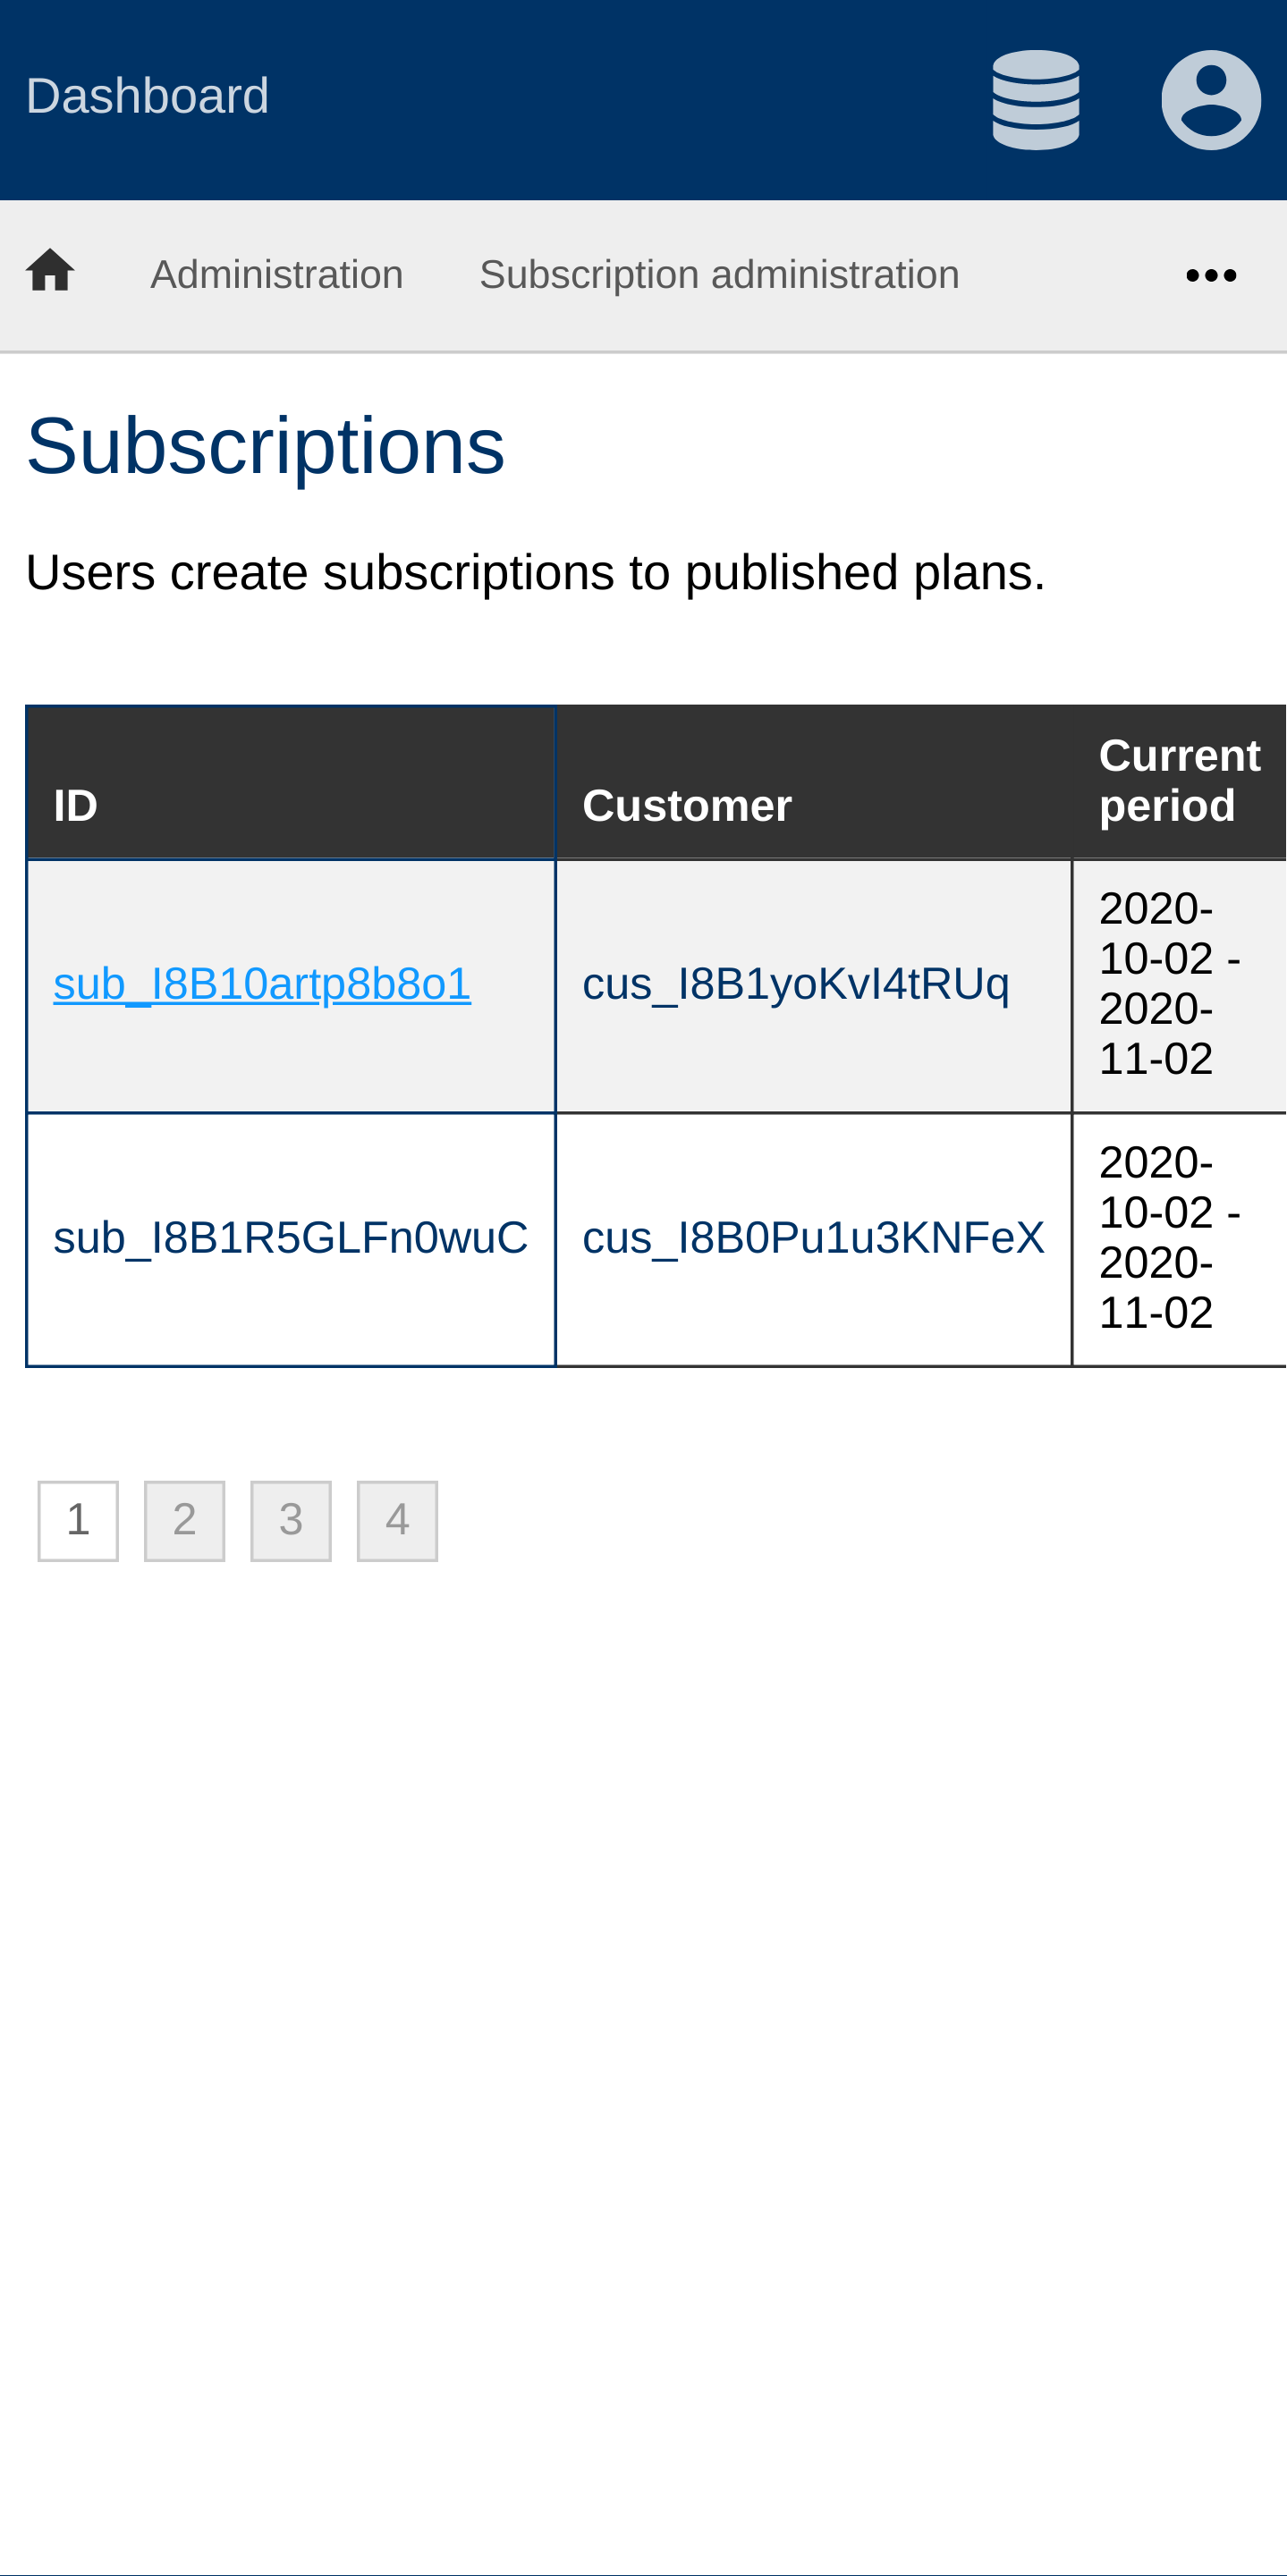 Dashboard
Administration Subscription administration •••
Subscriptions
Users create subscriptions to published plans.
ID Customer Current
period
sub_I8B10artp8b8o1 cus_I8B1yoKvI4tRUq 2020-
10-02 -
2020-
11-02
sub_I8B1R5GLFn0wuC cus_I8B0Pu1u3KNFeX 2020-
10-02 -
2020-
11-02
1 2 3 4